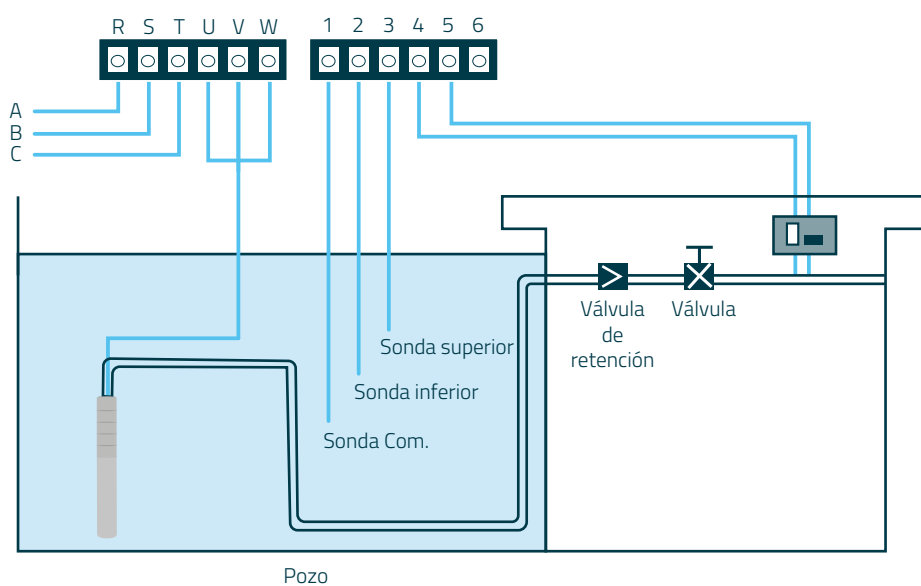 R S T U V W
1 2 3 4 5 6
A
B
C
Válvula
de
retención
Válvula
Sonda superior
Sonda inferior
Sonda Com.
Pozo